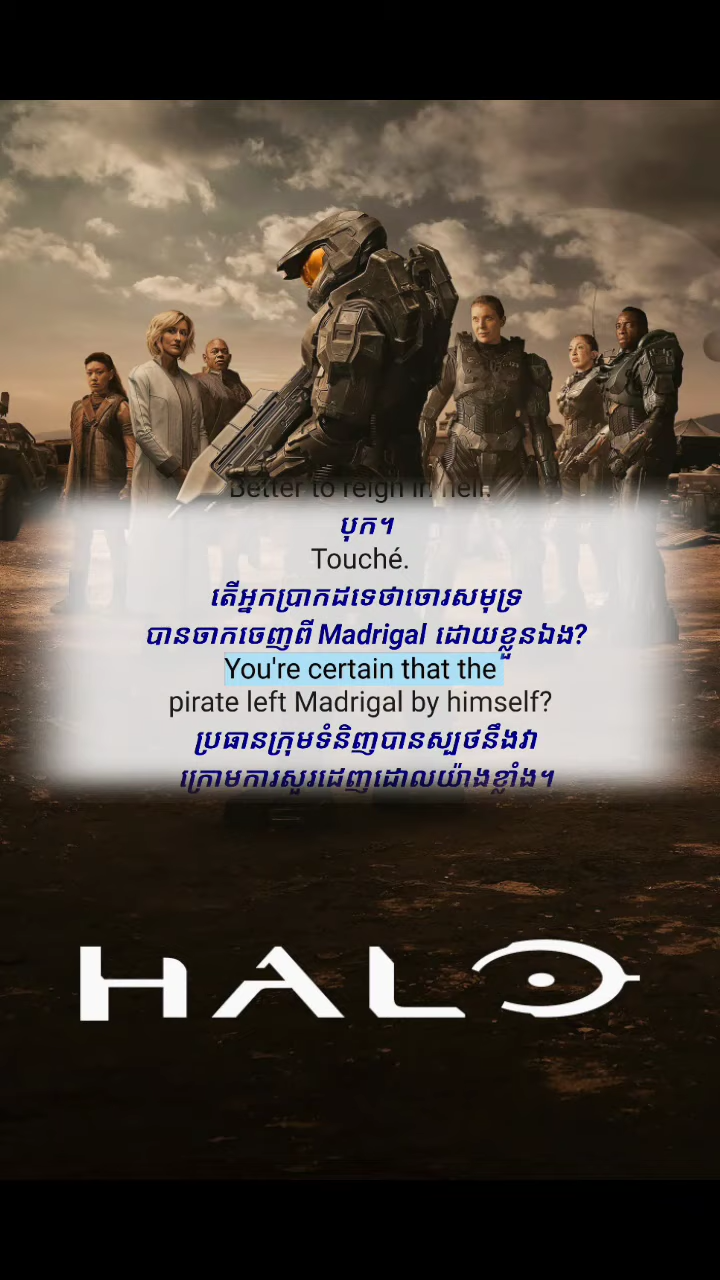 Better to reign in hell.
បុក។
Touché.
តើអ្នកប្រាកដទេថាចោរសមុទ្រ
បានចាកចេញពី Madrigal ដោយខ្លួនឯង?
You're certain that the
pirate left Madrigal by himself?
ប្រធានក្រុមទំនិញបានស្បថនឹងវា
ក្រោមការសួរដេញដោលយ៉ាងខ្លាំង។
HALO